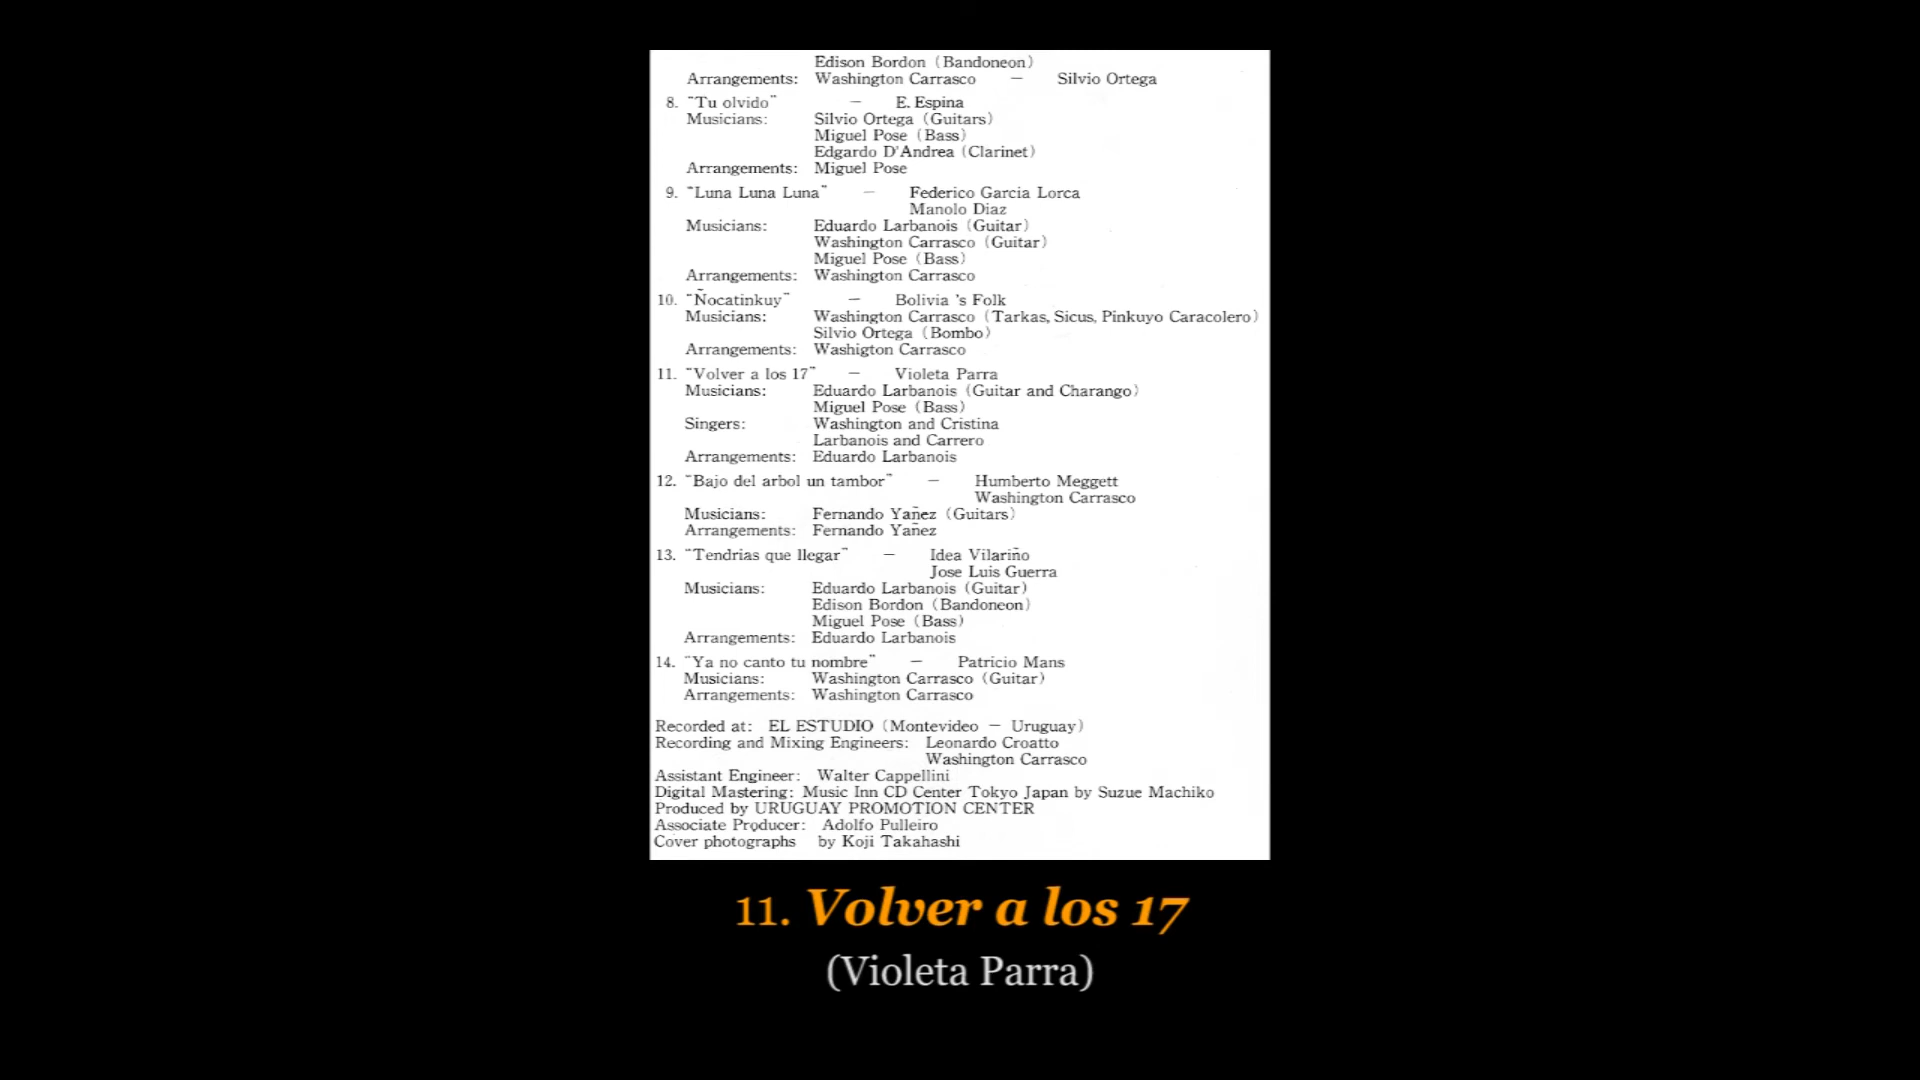 Edison Bordon (Bandoneon)
Arrangements: Washington Carrasco — Silvio Ortega
8. "Tu olvido" — E. Espina
Musicians: Silvio Ortega (Guitars)
Miguel Pose (Bass)
Edgardo D'Andrea (Clarinet)
Arrangements: Miguel Pose
9. "Luna Luna Luna" — Federico Garcia Lorca
Manolo Diaz
Musicians: Eduardo Larbanois (Guitar)
Washington Carrasco (Guitar)
Miguel Pose (Bass)
Arrangements: Washington Carrasco
10. "Ñocatinkuy" — Bolivia 's Folk
Musicians: Washington Carrasco (Tarkas, Sicus, Pinkuyo Caracolero)
Silvio Ortega (Bombo)
Arrangements: Washigton Carrasco
11. "Volver a los 17" — Violeta Parra
Musicians: Eduardo Larbanois (Guitar and Charango)
Miguel Pose (Bass)
Singers: Washington and Cristina
Larbanois and Carrero
Arrangements: Eduardo Larbanois
12. "Bajo del arbol un tambor" — Humberto Meggett
Washington Carrasco
Musicians: Fernando Yañez (Guitars)
Arrangements: Fernando Yañez
13. "Tendrias que llegar" — Idea Vilariño
Jose Luis Guerra
Musicians: Eduardo Larbanois (Guitar)
Edison Bordon (Bandoneon)
Miguel Pose (Bass)
Arrangements: Eduardo Larbanois
14. "Ya no canto tu nombre" — Patricio Mans
Musicians: Washington Carrasco (Guitar)
Arrangements: Washington Carrasco
Recorded at: EL ESTUDIO (Montevideo — Uruguay)
Recording and Mixing Engineers: Leonardo Croatto
Washington Carrasco
Assistant Engineer: Walter Cappellini
Digital Mastering: Music Inn CD Center Tokyo Japan by Suzue Machiko
Produced by URUGUAY PROMOTION CENTER
Associate Producer: Adolfo Pulleiro
Cover photographs by Koji Takahashi
11. Volver a los 17
(Violeta Parra)